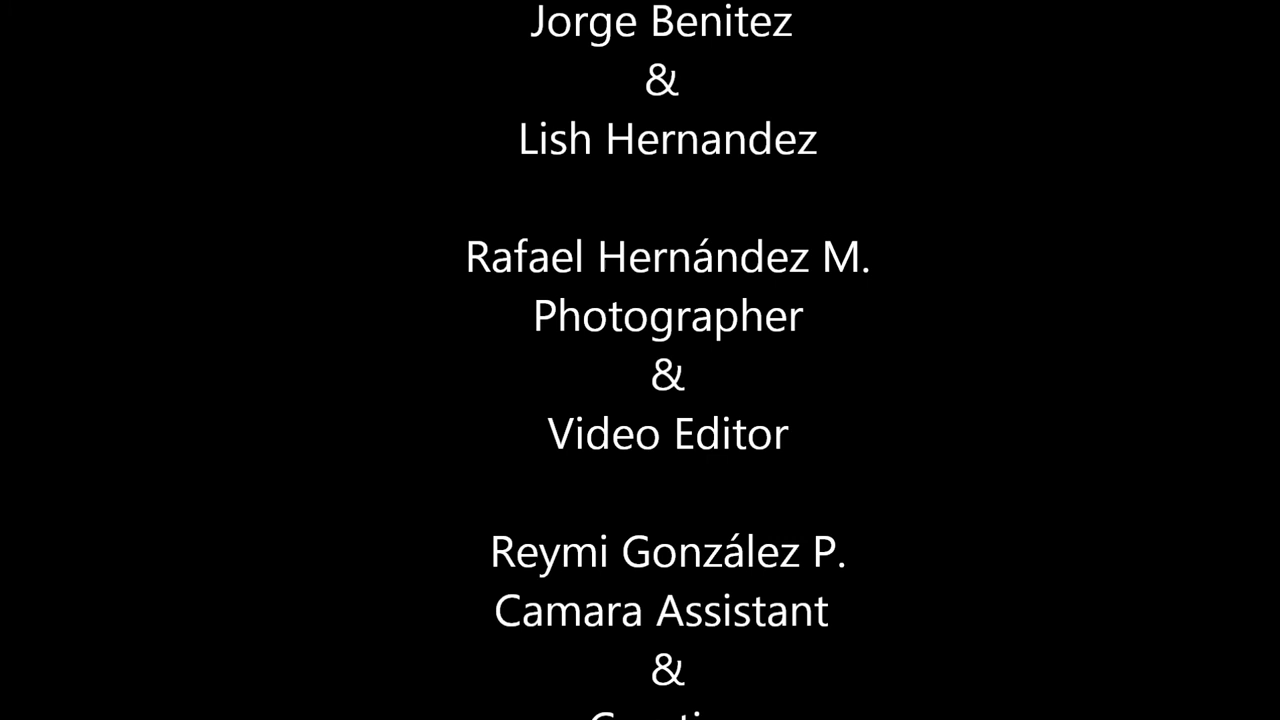 Jorge Benitez
&
Lish Hernandez
Rafael Hernández M.
Photographer
&
Video Editor
Reymi González P.
Camara Assistant
&